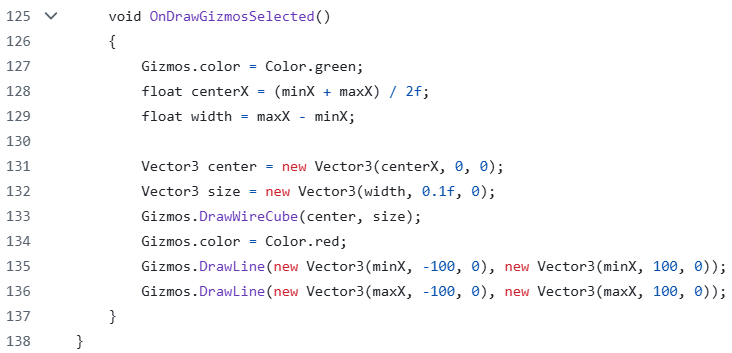 125 void OnDrawGizmosSelected()
126 {
127 Gizmos.color = Color.green;
128 float centerX = (minX + maxX) / 2f;
129 float width = maxX - minX;
130
131 Vector3 center = new Vector3(centerX, 0, 0);
132 Vector3 size = new Vector3(width, 0.1f, 0);
133 Gizmos.DrawWireCube(center, size);
134 Gizmos.color = Color.red;
135 Gizmos.DrawLine(new Vector3(minX, -100, 0), new Vector3(minX, 100, 0));
136 Gizmos.DrawLine(new Vector3(maxX, -100, 0), new Vector3(maxX, 100, 0));
137 }
138 }